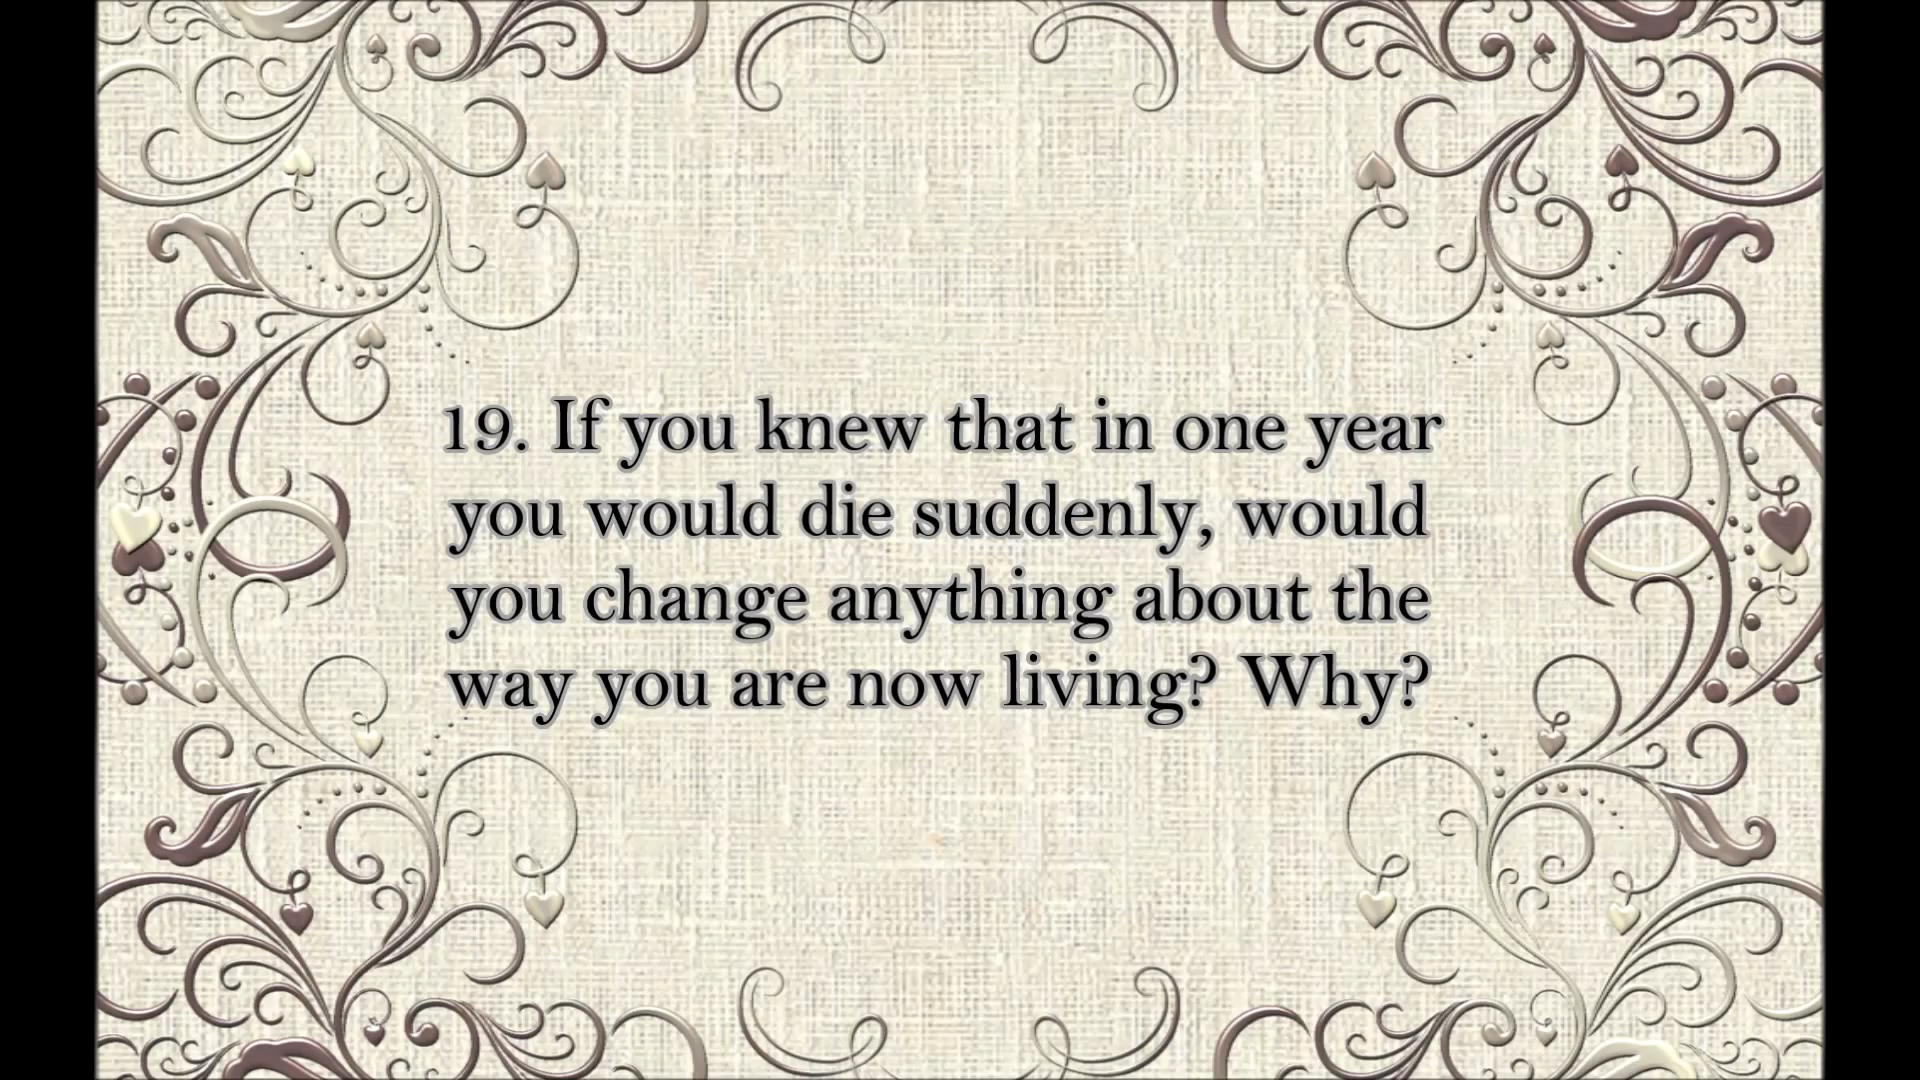 19. If you knew that in one year
you would die suddenly, would
you change anything about the
way you are now living? Why?